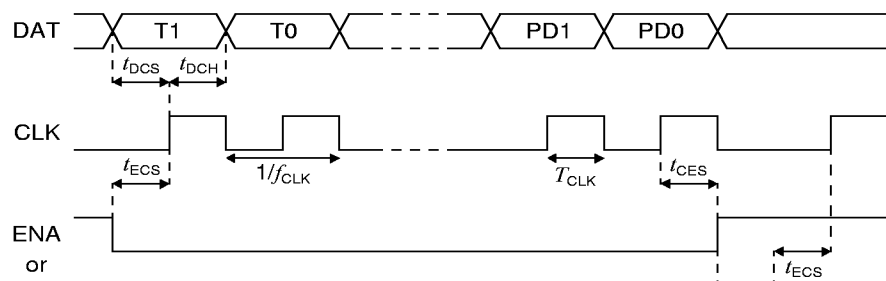 DAT T1 T0 PD1 PD0
tDCS tDCH
CLK
tECS 1/fCLK TCLK tCES
ENA
or tECS